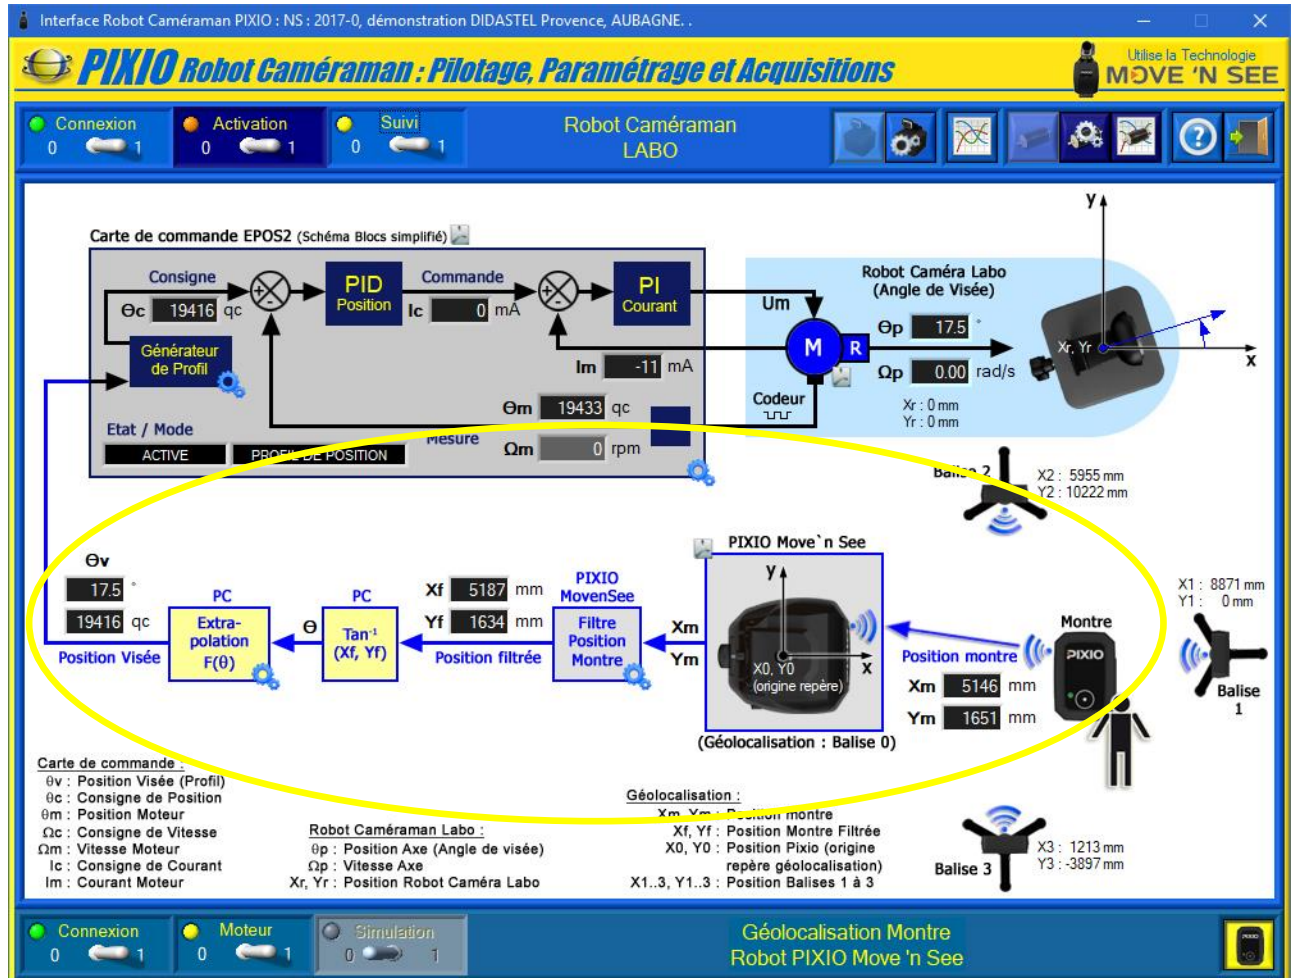 Interface Robot Caméraman PIXIO : NS : 2017-0, démonstration DIDASTEL Provence, AUBAGNE. .
PIXIO Robot Caméraman : Pilotage, Paramétrage et Acquisitions
Utilise la Technologie
MOVE 'N SEE
Connexion
0 1
Activation
0 1
Suivi
0 1
Robot Caméraman
LABO
Carte de commande EPOS2 (Schéma Blocs simplifié)
Consigne
Θc 19416 qc
PID
Position
Commande
Ic 0 mA
PI
Courant
Générateur
de Profil
Im -11 mA
Θm 19433 qc
Mesure
Ωm 0 rpm
Etat / Mode
ACTIVE
PROFIL DE POSITION
Um
M
R
Codeur
Robot Caméra Labo
(Angle de Visée)
Θp 17.5 °
Ωp 0.00 rad/s
Xr : 0 mm
Yr : 0 mm
y
Xr, Yr
x
Balise 2
X2 : 5955 mm
Y2 : 10222 mm
Θv
17.5 °
19416 qc
Position Visée
PC
Extra-
polation
F(θ)
Θ
PC
Tan-1
(Xf, Yf)
Xf 5187 mm
Yf 1634 mm
Position filtrée
PIXIO
MovenSee
Filtre
Position
Montre
Xm
Ym
PIXIO Move`n See
y
X0, Y0
(origine repère)
x
(Géolocalisation : Balise 0)
Position montre
Xm 5146 mm
Ym 1651 mm
Montre
PIXIO
X1 : 8871 mm
Y1 : 0 mm
Balise
1
Carte de commande :
θv : Position Visée (Profil)
θc : Consigne de Position
θm : Position Moteur
Ωc : Consigne de Vitesse
Ωm : Vitesse Moteur
Ic : Consigne de Courant
Im : Courant Moteur
Robot Caméraman Labo :
θp : Position Axe (Angle de visée)
Ωp : Vitesse Axe
Xr, Yr : Position Robot Caméra Labo
Géolocalisation :
Xm, Ym : Position montre
Xf, Yf : Position Montre Filtrée
X0, Y0 : Position Pixio (origine
repère géolocalisation)
X1..3, Y1..3 : Position Balises 1 à 3
Balise 3
X3 : 1213 mm
Y3 : -3897 mm
Connexion
0 1
Moteur
0 1
Simulation
0 1
Géolocalisation Montre
Robot PIXIO Move 'n See